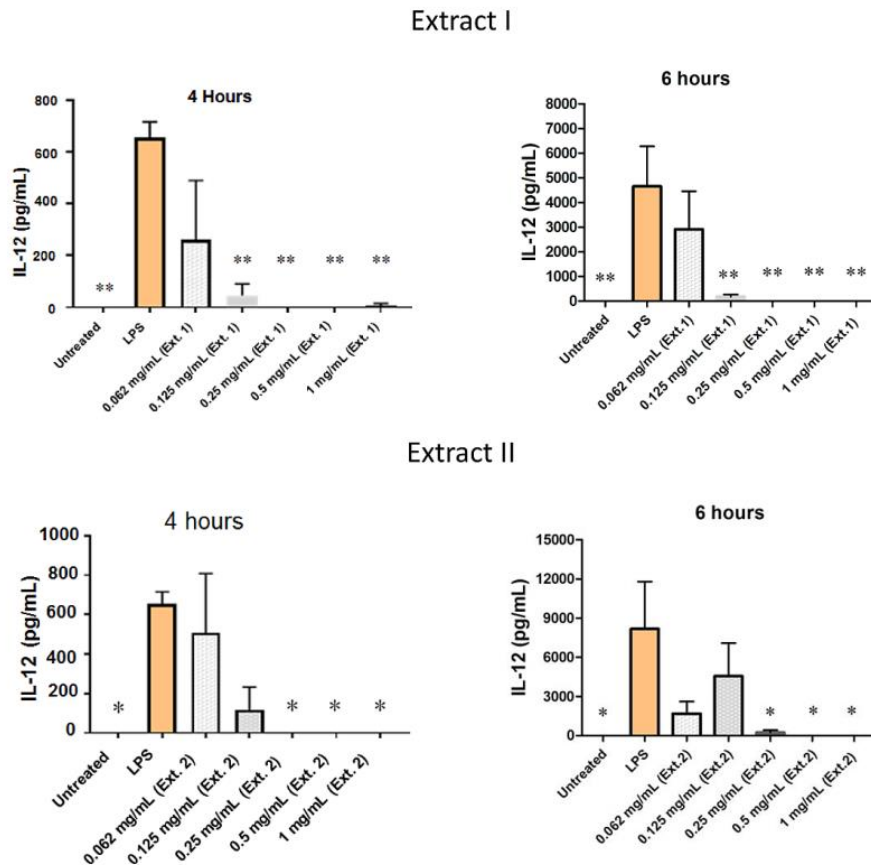 Extract I
4 Hours
IL-12 (pg/mL)
800
600
400
200
0
** ** ** ** **
Untreated
LPS
0.062 mg/mL (Ext. 1)
0.125 mg/mL (Ext. 1)
0.25 mg/mL (Ext. 1)
0.5 mg/mL (Ext. 1)
1 mg/mL (Ext. 1)
6 hours
IL-12 (pg/mL)
8000
7000
6000
5000
4000
3000
2000
1000
0
** ** ** ** **
Untreated
LPS
0.062 mg/mL (Ext.1)
0.125 mg/mL (Ext.1)
0.25 mg/mL (Ext.1)
0.5 mg/mL (Ext.1)
1 mg/mL (Ext.1)
Extract II
4 hours
IL-12 (pg/mL)
1000
800
600
400
200
0
* * * *
Untreated
LPS
0.062 mg/mL (Ext. 2)
0.125 mg/mL (Ext. 2)
0.25 mg/mL (Ext. 2)
0.5 mg/mL (Ext. 2)
1 mg/mL (Ext. 2)
6 hours
IL-12 (pg/mL)
15000
12000
9000
6000
3000
0
* * * *
Untreated
LPS
0.062 mg/mL (Ext.2)
0.125 mg/mL (Ext.2)
0.25 mg/mL (Ext.2)
0.5 mg/mL (Ext.2)
1 mg/mL (Ext.2)